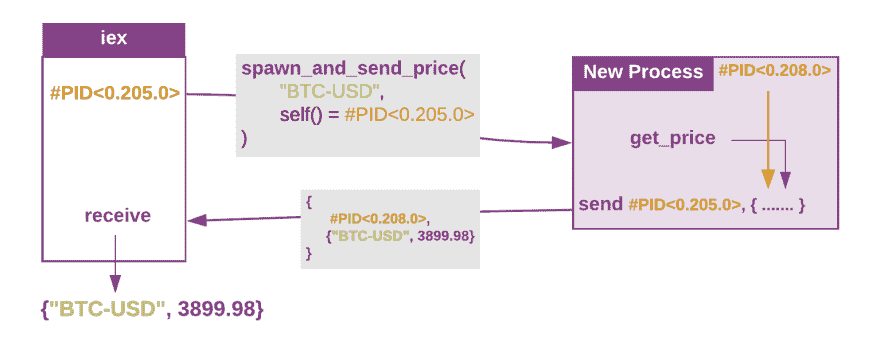 iex
#PID<0.205.0>
receive
{"BTC-USD", 3899.98}
spawn_and_send_price(
"BTC-USD",
self() = #PID<0.205.0>
)
New Process
#PID<0.208.0>
get_price
send #PID<0.205.0>, { ....... }
{
#PID<0.208.0>,
{"BTC-USD", 3899.98}
}